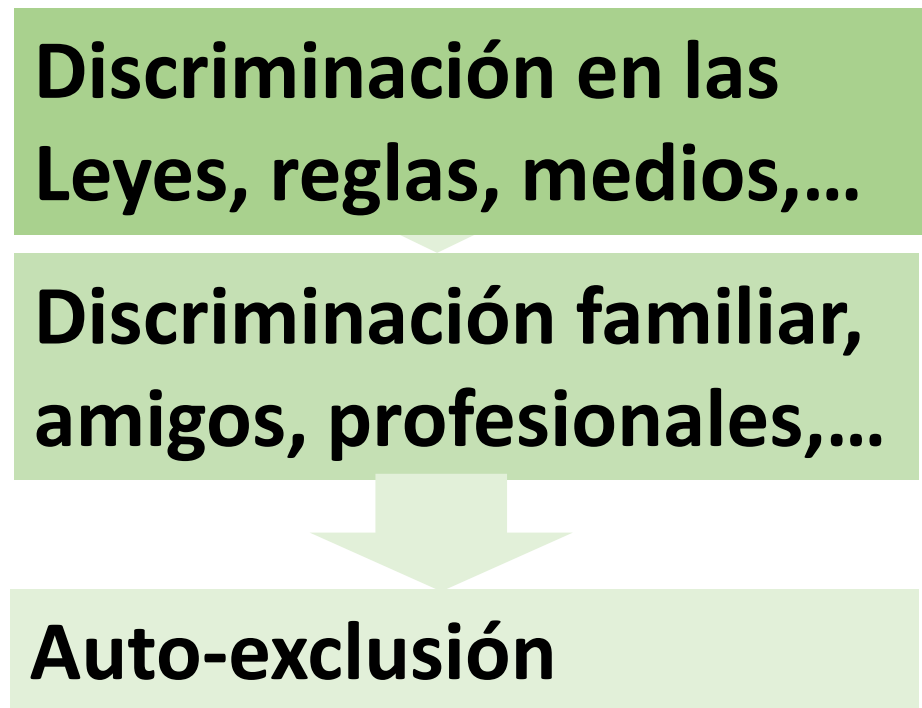 Discriminación en las
Leyes, reglas, medios,...
Discriminación familiar,
amigos, profesionales,...
Auto-exclusión